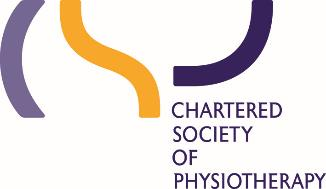 CHARTERED
SOCIETY
OF
PHYSIOTHERAPY